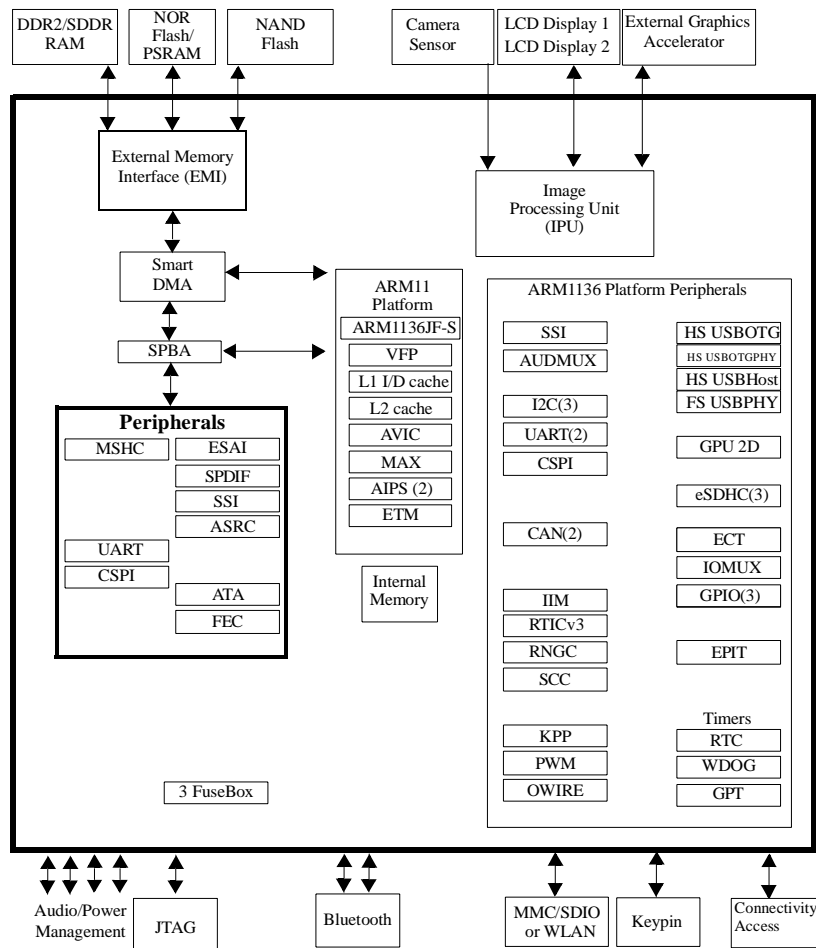 DDR2/SDDR
RAM
NOR
Flash/
PSRAM
NAND
Flash
Camera
Sensor
LCD Display 1
LCD Display 2
External Graphics
Accelerator
External Memory
Interface (EMI)
Image
Processing Unit
(IPU)
Smart
DMA
SPBA
ARM11
Platform
ARM1136JF-S
VFP
L1 I/D cache
L2 cache
AVIC
MAX
AIPS (2)
ETM
Internal
Memory
Peripherals
MSHC
ESAI
SPDIF
SSI
ASRC
UART
CSPI
ATA
FEC
ARM1136 Platform Peripherals
SSI
AUDMUX
I2C(3)
UART(2)
CSPI
CAN(2)
IIM
RTICv3
RNGC
SCC
KPP
PWM
OWIRE
HS USBOTG
HS USBOTGPHY
HS USBHost
FS USBPHY
GPU 2D
eSDHC(3)
ECT
IOMUX
GPIO(3)
EPIT
Timers
RTC
WDOG
GPT
3 FuseBox
Audio/Power
Management
JTAG
Bluetooth
MMC/SDIO
or WLAN
Keypin
Connectivity
Access